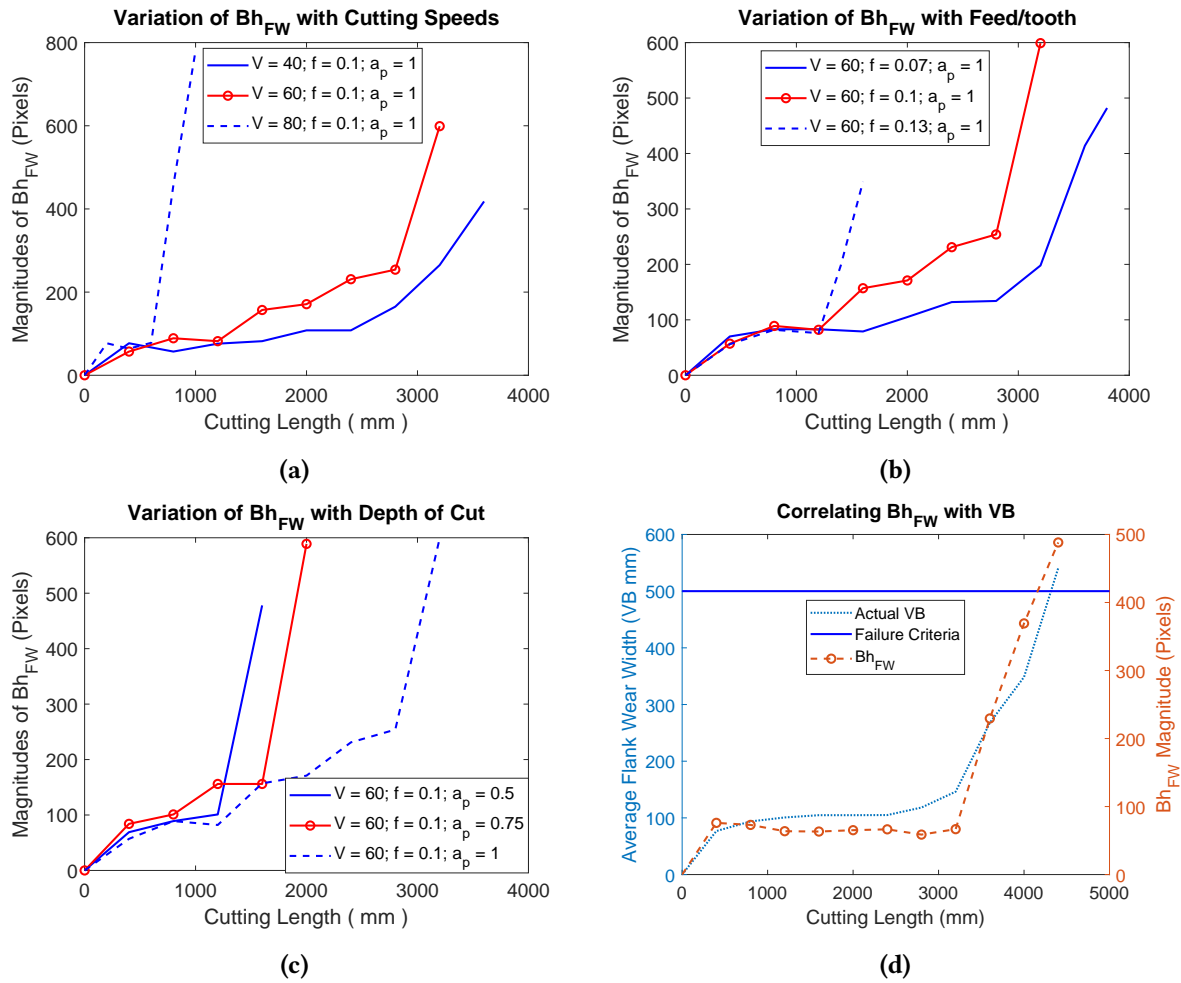 Variation of Bh_FW with Cutting Speeds
Magnitudes of Bh_FW (Pixels)
800
600
400
200
0
V = 40; f = 0.1; a_p = 1
V = 60; f = 0.1; a_p = 1
V = 80; f = 0.1; a_p = 1
0 1000 2000 3000 4000
Cutting Length ( mm )
(a)
Variation of Bh_FW with Feed/tooth
Magnitudes of Bh_FW (Pixels)
600
500
400
300
200
100
0
V = 60; f = 0.07; a_p = 1
V = 60; f = 0.1; a_p = 1
V = 60; f = 0.13; a_p = 1
0 1000 2000 3000 4000
Cutting Length ( mm )
(b)
Variation of Bh_FW with Depth of Cut
Magnitudes of Bh_FW (Pixels)
600
500
400
300
200
100
0
V = 60; f = 0.1; a_p = 0.5
V = 60; f = 0.1; a_p = 0.75
V = 60; f = 0.1; a_p = 1
0 1000 2000 3000 4000
Cutting Length ( mm )
(c)
Correlating Bh_FW with VB
Average Flank Wear Width (VB mm)
600
500
400
300
200
100
0
Actual VB
Failure Criteria
Bh_FW
500
400
300
200
100
0
Bh_FW Magnitude (Pixels)
0 1000 2000 3000 4000 5000
Cutting Length (mm)
(d)